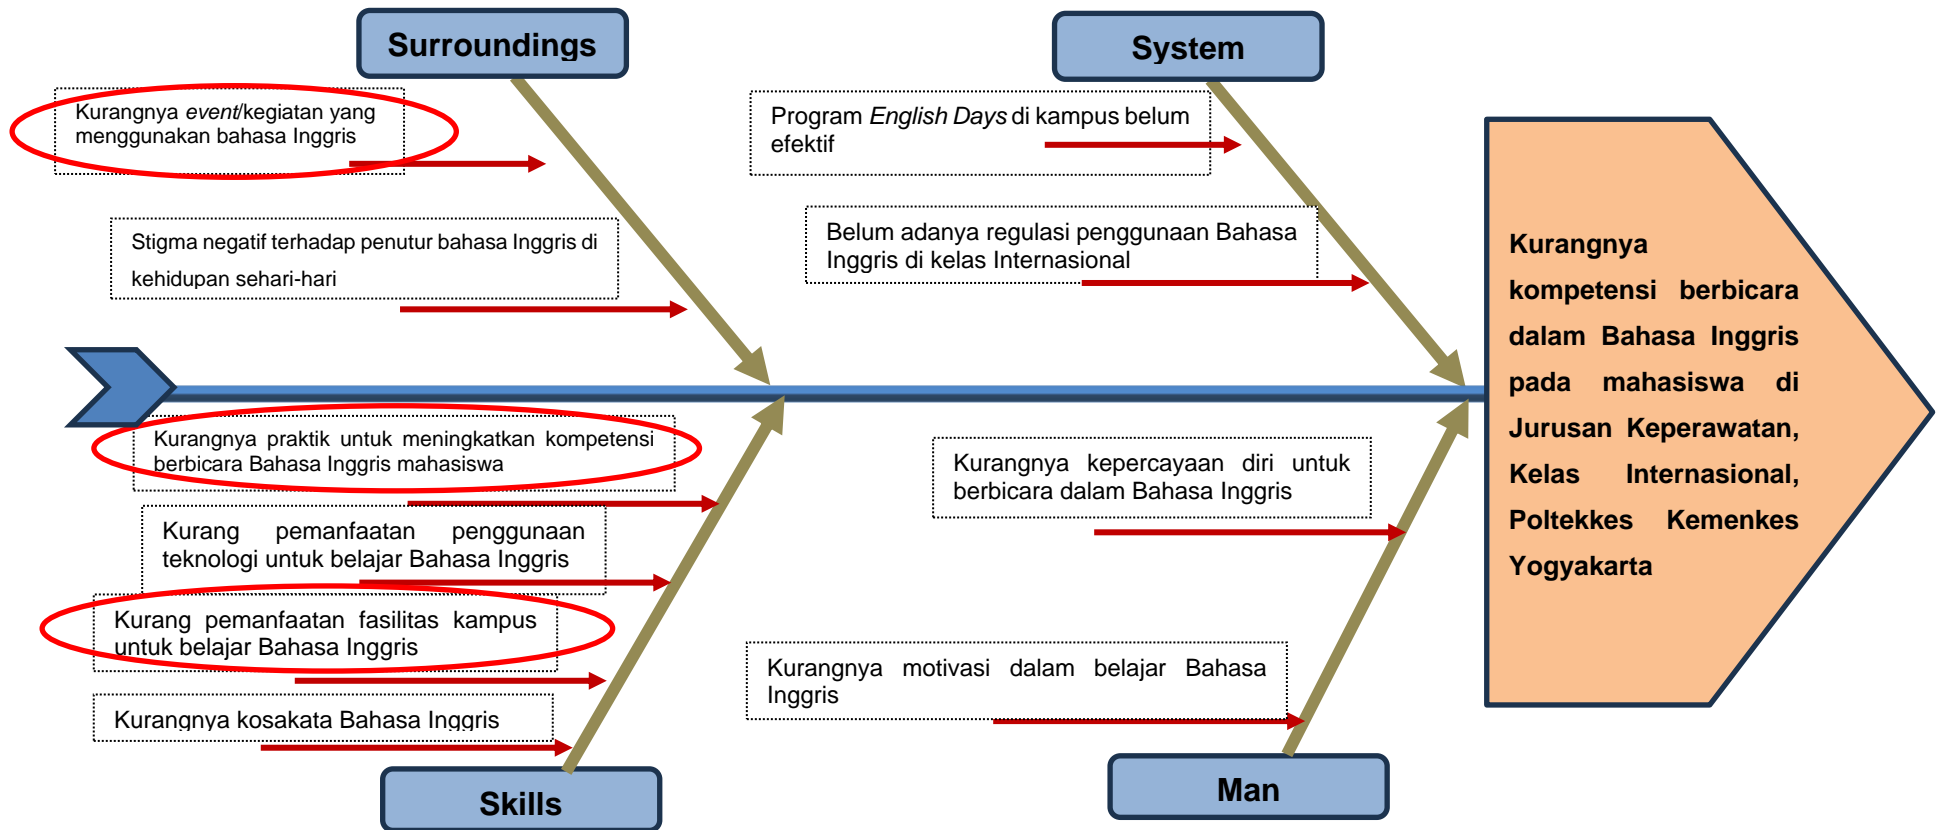 Surroundings
System
Kurangnya event/kegiatan yang
menggunakan bahasa Inggris
Program English Days di kampus belum
efektif
Stigma negatif terhadap penutur bahasa Inggris di
kehidupan sehari-hari
Belum adanya regulasi penggunaan Bahasa
Inggris di kelas Internasional
Kurangnya
kompetensi berbicara
dalam Bahasa Inggris
pada mahasiswa di
Jurusan Keperawatan,
Kelas Internasional,
Poltekkes Kemenkes
Yogyakarta
Kurangnya praktik untuk meningkatkan kompetensi
berbicara Bahasa Inggris mahasiswa
Kurang pemanfaatan penggunaan
teknologi untuk belajar Bahasa Inggris
Kurang pemanfaatan fasilitas kampus
untuk belajar Bahasa Inggris
Kurangnya kosakata Bahasa Inggris
Kurangnya kepercayaan diri untuk
berbicara dalam Bahasa Inggris
Kurangnya motivasi dalam belajar Bahasa
Inggris
Skills
Man